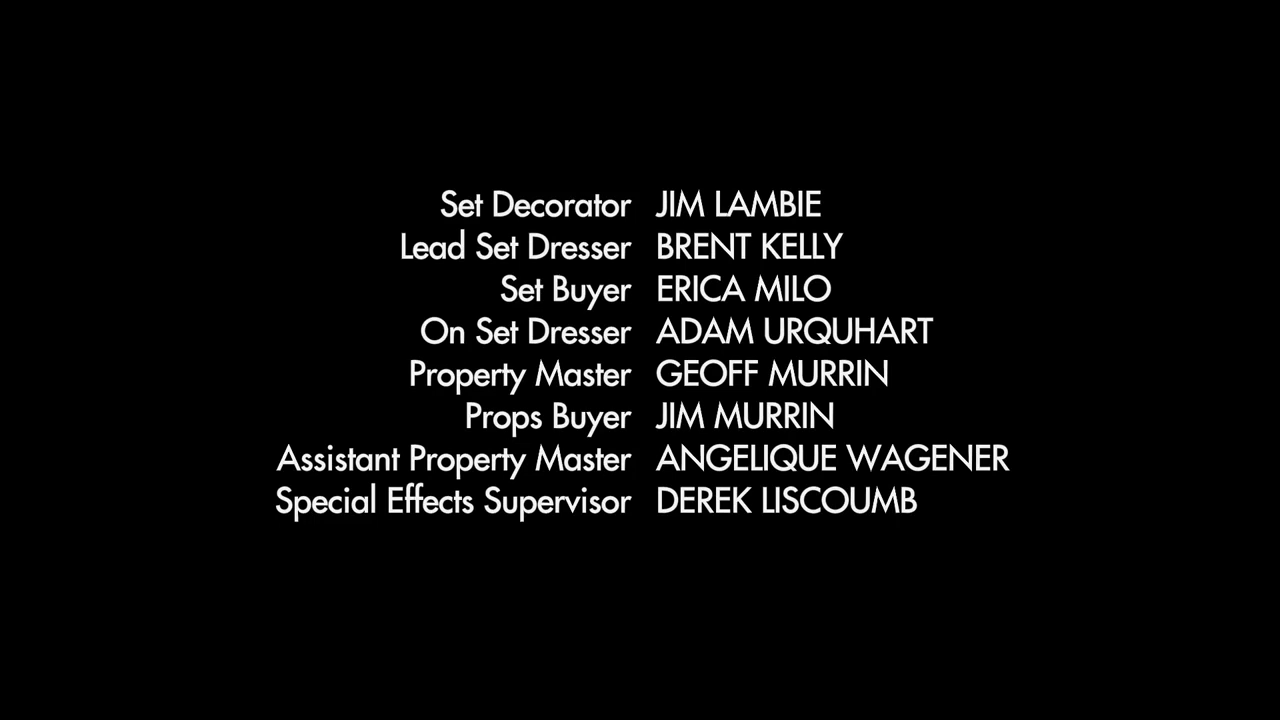 Set Decorator JIM LAMBIE
Lead Set Dresser BRENT KELLY
Set Buyer ERICA MILO
On Set Dresser ADAM URQUHART
Property Master GEOFF MURRIN
Props Buyer JIM MURRIN
Assistant Property Master ANGELIQUE WAGENER
Special Effects Supervisor DEREK LISCOUMB